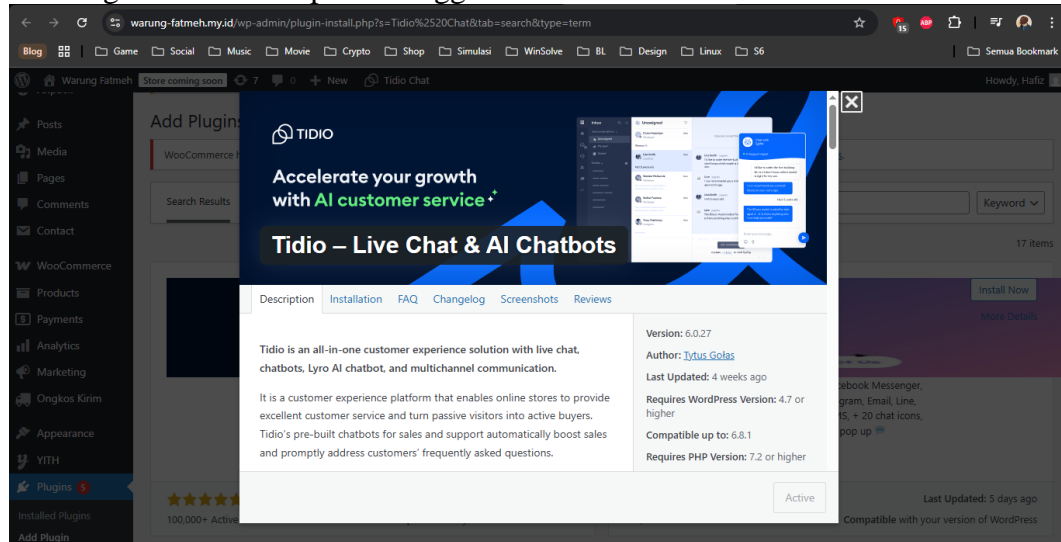 warung-fatmeh.my.id/wp-admin/plugin-install.php?s=Tidio%2520Chat&tab=search&type=term
15
ABP
Blog
Game
Social
Music
Movie
Crypto
Shop
Simulasi
WinSolve
BL
Design
Linux
S6
Semua Bookmark
Warung Fatmeh
Store coming soon
7
0
New
Tidio Chat
Howdy, Hafiz
Posts
Media
Pages
Comments
Contact
WooCommerce
Products
Payments
Analytics
Marketing
Ongkos Kirim
Appearance
YITH
Plugins 5
Installed Plugins
Add Plugin
Add Plugins
WooCommerce
Search Results
Keyword
17 items
Install Now
More Details
TIDIO
Accelerate your growth
with AI customer service
Tidio – Live Chat & AI Chatbots
Description
Installation
FAQ
Changelog
Screenshots
Reviews
Tidio is an all-in-one customer experience solution with live chat,
chatbots, Lyro AI chatbot, and multichannel communication.
It is a customer experience platform that enables online stores to provide
excellent customer service and turn passive visitors into active buyers.
Tidio's pre-built chatbots for sales and support automatically boost sales
and promptly address customers' frequently asked questions.
Version: 6.0.27
Author: Tytus Gołas
Last Updated: 4 weeks ago
Requires WordPress Version: 4.7 or
higher
Compatible up to: 6.8.1
Requires PHP Version: 7.2 or higher
Active
ebook Messenger,
gram, Email, Line,
MS, + 20 chat icons,
pop up
100,000+ Active
Last Updated: 5 days ago
Compatible with your version of WordPress